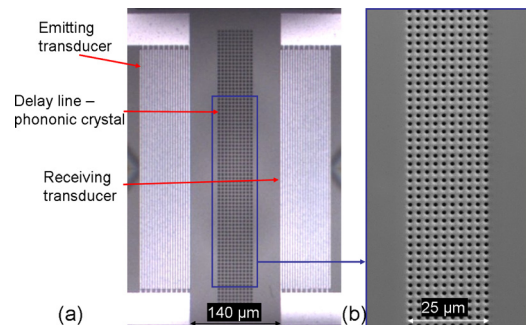 Emitting
transducer
Delay line –
phononic crystal
Receiving
transducer
(a)
140 µm
(b)
25 µm